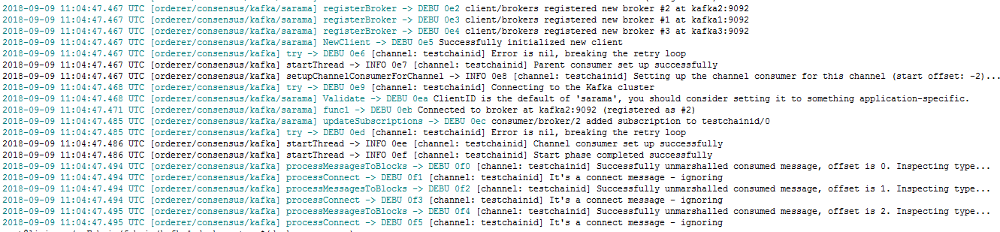 2018-09-09 11:04:47.467 UTC [orderer/consensus/kafka/sarama] registerBroker -> DEBU 0e2 client/brokers registered new broker #2 at kafka2:9092
2018-09-09 11:04:47.467 UTC [orderer/consensus/kafka/sarama] registerBroker -> DEBU 0e3 client/brokers registered new broker #1 at kafka1:9092
2018-09-09 11:04:47.467 UTC [orderer/consensus/kafka/sarama] registerBroker -> DEBU 0e4 client/brokers registered new broker #3 at kafka3:9092
2018-09-09 11:04:47.467 UTC [orderer/consensus/kafka/sarama] NewClient -> DEBU 0e5 Successfully initialized new client
2018-09-09 11:04:47.467 UTC [orderer/consensus/kafka] try -> DEBU 0e6 [channel: testchainid] Error is nil, breaking the retry loop
2018-09-09 11:04:47.467 UTC [orderer/consensus/kafka] startThread -> INFO 0e7 [channel: testchainid] Parent consumer set up successfully
2018-09-09 11:04:47.467 UTC [orderer/consensus/kafka] setupChannelConsumerForChannel -> INFO 0e8 [channel: testchainid] Setting up the channel consumer for this channel (start offset: -2)...
2018-09-09 11:04:47.468 UTC [orderer/consensus/kafka] try -> DEBU 0e9 [channel: testchainid] Connecting to the Kafka cluster
2018-09-09 11:04:47.468 UTC [orderer/consensus/kafka/sarama] Validate -> DEBU 0ea ClientID is the default of 'sarama', you should consider setting it to something application-specific.
2018-09-09 11:04:47.471 UTC [orderer/consensus/kafka/sarama] func1 -> DEBU 0eb Connected to broker at kafka2:9092 (registered as #2)
2018-09-09 11:04:47.485 UTC [orderer/consensus/kafka/sarama] updateSubscriptions -> DEBU 0ec consumer/broker/2 added subscription to testchainid/0
2018-09-09 11:04:47.485 UTC [orderer/consensus/kafka] try -> DEBU 0ed [channel: testchainid] Error is nil, breaking the retry loop
2018-09-09 11:04:47.486 UTC [orderer/consensus/kafka] startThread -> INFO 0ee [channel: testchainid] Channel consumer set up successfully
2018-09-09 11:04:47.486 UTC [orderer/consensus/kafka] startThread -> INFO 0ef [channel: testchainid] Start phase completed successfully
2018-09-09 11:04:47.494 UTC [orderer/consensus/kafka] processMessagesToBlocks -> DEBU 0f0 [channel: testchainid] Successfully unmarshalled consumed message, offset is 0. Inspecting type...
2018-09-09 11:04:47.494 UTC [orderer/consensus/kafka] processConnect -> DEBU 0f1 [channel: testchainid] It's a connect message - ignoring
2018-09-09 11:04:47.494 UTC [orderer/consensus/kafka] processMessagesToBlocks -> DEBU 0f2 [channel: testchainid] Successfully unmarshalled consumed message, offset is 1. Inspecting type...
2018-09-09 11:04:47.494 UTC [orderer/consensus/kafka] processConnect -> DEBU 0f3 [channel: testchainid] It's a connect message - ignoring
2018-09-09 11:04:47.495 UTC [orderer/consensus/kafka] processMessagesToBlocks -> DEBU 0f4 [channel: testchainid] Successfully unmarshalled consumed message, offset is 2. Inspecting type...
2018-09-09 11:04:47.495 UTC [orderer/consensus/kafka] processConnect -> DEBU 0f5 [channel: testchainid] It's a connect message - ignoring